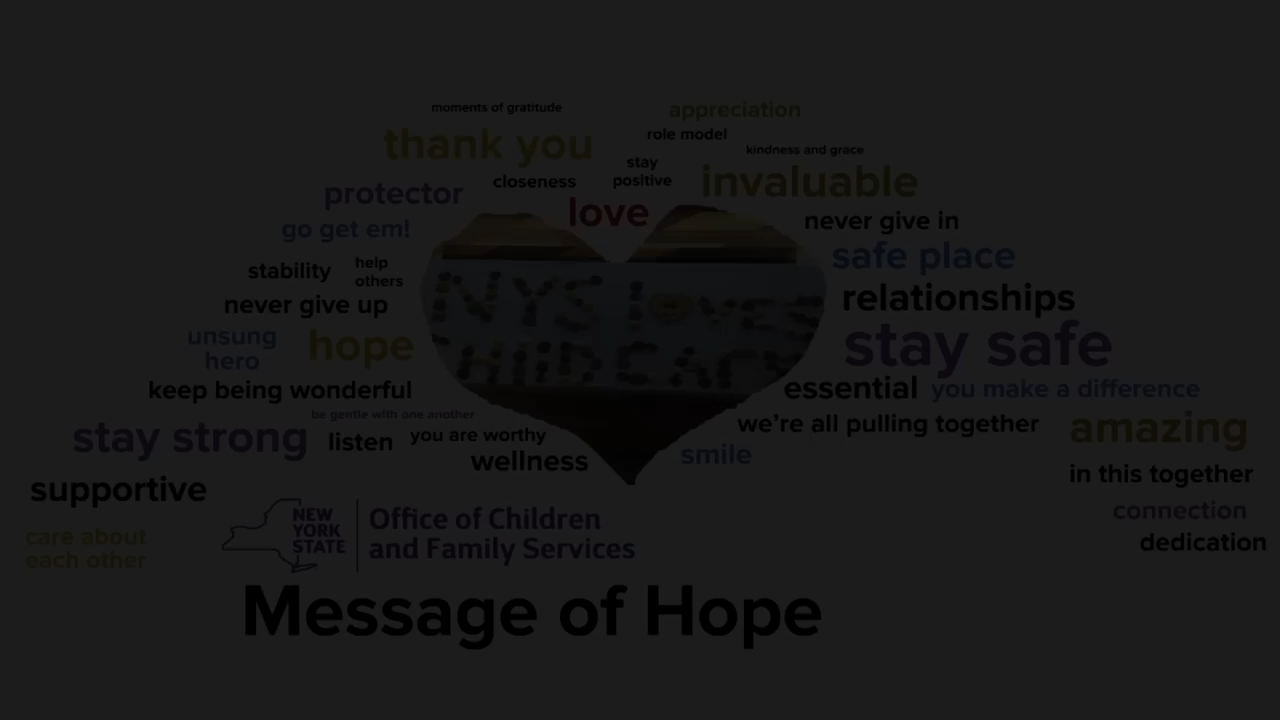 moments of gratitude
appreciation
thank you
role model
kindness and grace
stay
positive
closeness
invaluable
protector
love
never give in
go get em!
safe place
stability
help
others
relationships
never give up
unsung
hero
hope
stay safe
keep being wonderful
essential
you make a difference
be gentle with one another
we're all pulling together
amazing
stay strong
listen
you are worthy
smile
wellness
in this together
supportive
connection
care about
each other
dedication
NYS LOVES
NEW
YORK
STATE
Office of Children
and Family Services
Message of Hope